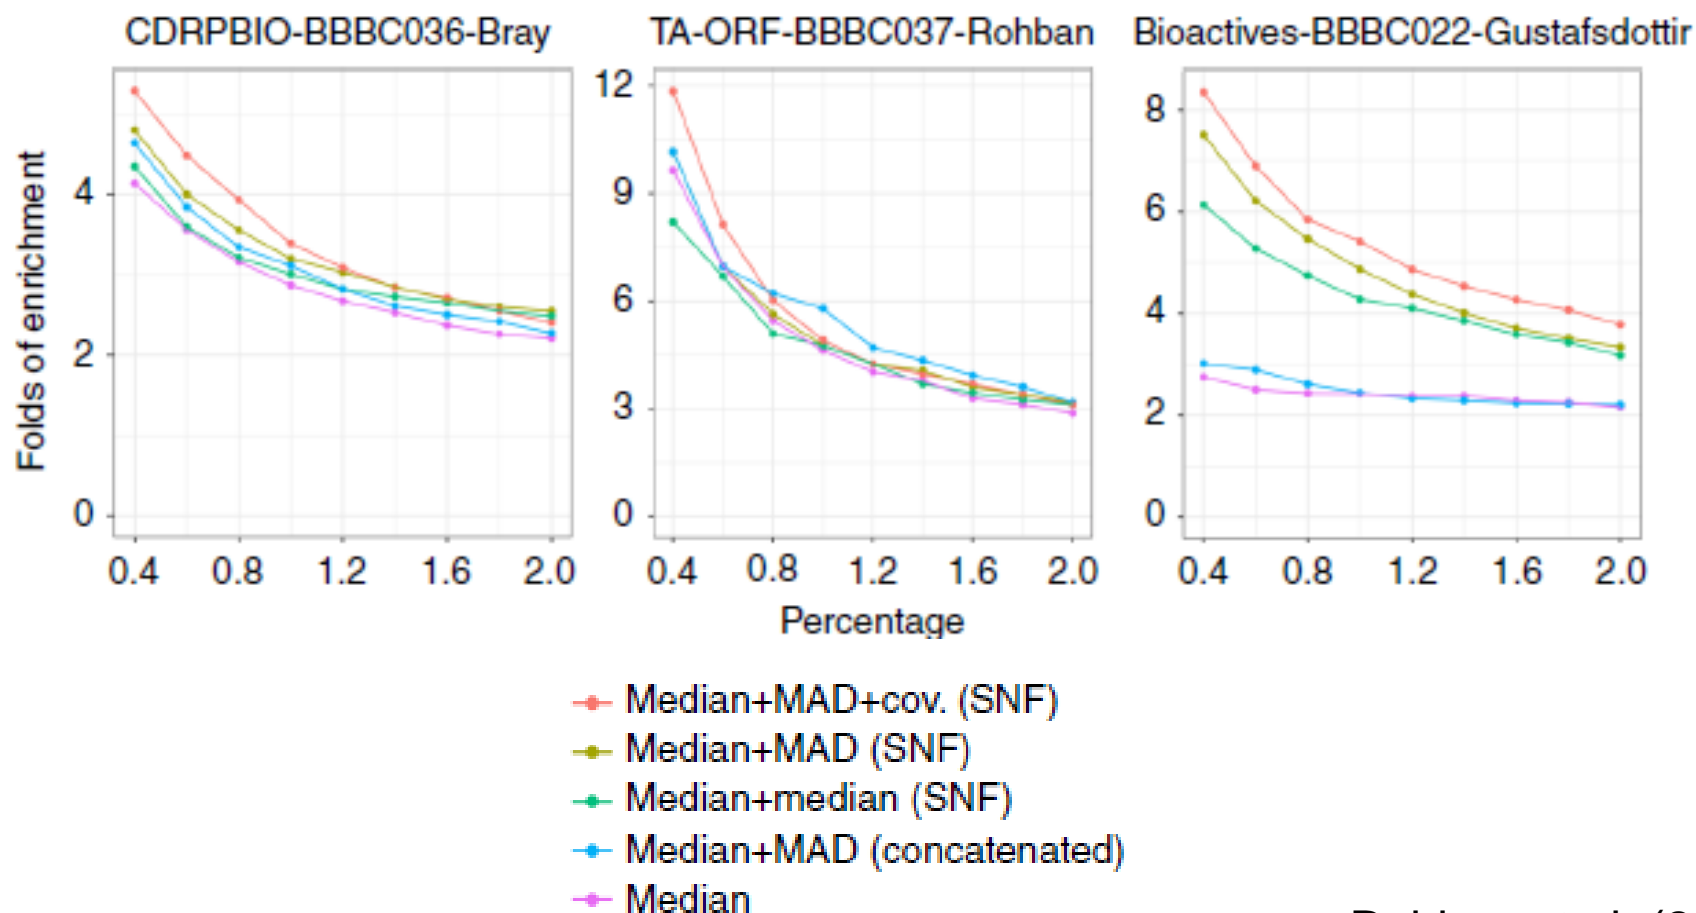 CDRPBIO-BBBC036-Bray
TA-ORF-BBBC037-Rohban
Bioactives-BBBC022-Gustafsdottir
Folds of enrichment
4
2
0
12
9
6
3
0
8
6
4
2
0
0.4 0.8 1.2 1.6 2.0
0.4 0.8 1.2 1.6 2.0
0.4 0.8 1.2 1.6 2.0
Percentage
Median+MAD+cov. (SNF)
Median+MAD (SNF)
Median+median (SNF)
Median+MAD (concatenated)
Median